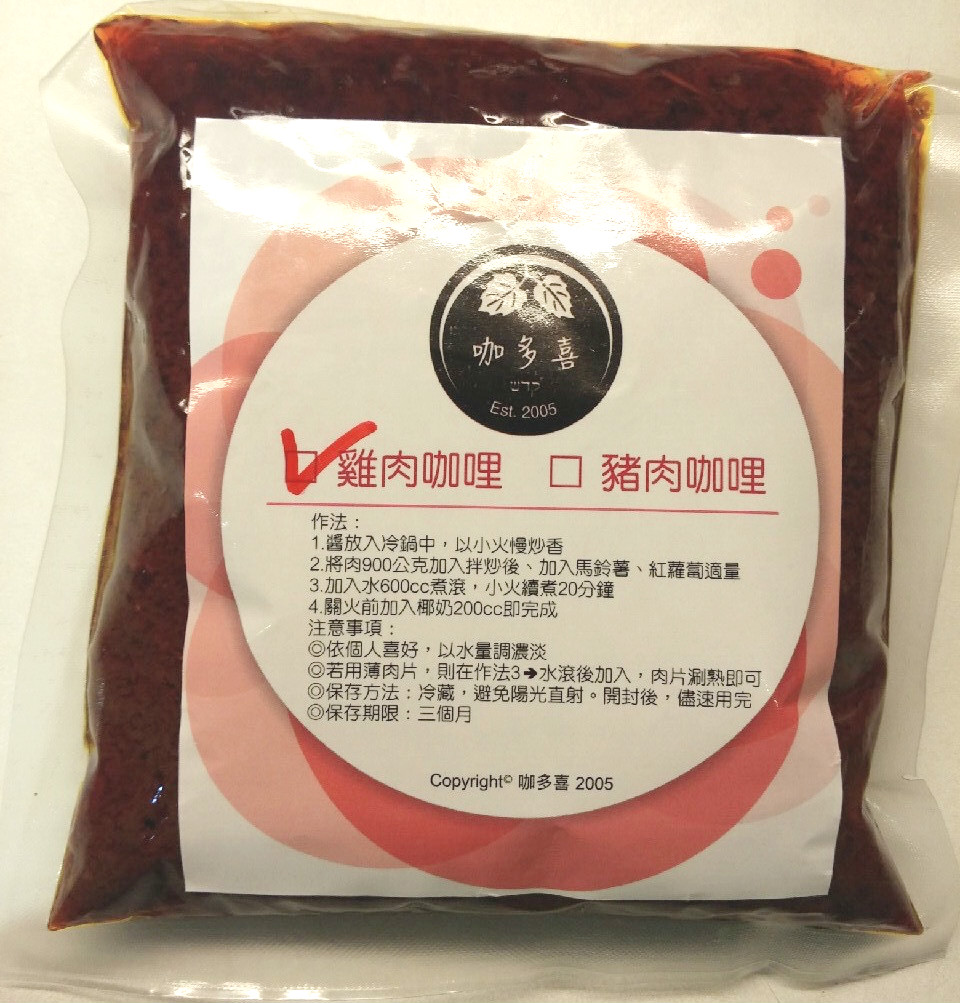 咖多喜
קדש
Est. 2005
☑ 雞肉咖哩 □ 豬肉咖哩
作法：
1.醬放入冷鍋中，以小火慢炒香
2.將肉900公克加入拌炒後、加入馬鈴薯、紅蘿蔔適量
3.加入水600cc煮滾，小火續煮20分鐘
4.關火前加入椰奶200cc即完成
注意事項：
◎依個人喜好，以水量調濃淡
◎若用薄肉片，則在作法3➔水滾後加入，肉片涮熟即可
◎保存方法：冷藏，避免陽光直射。開封後，儘速用完
◎保存期限：三個月
Copyright© 咖多喜 2005